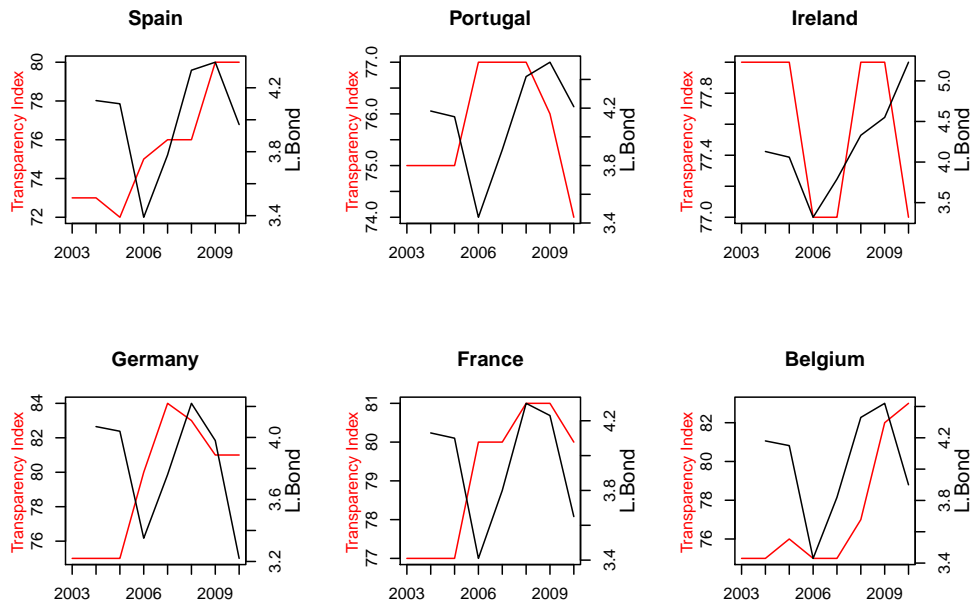 Spain
Transparency Index
80
78
76
74
72
4.2
3.8
3.4
L.Bond
2003 2006 2009
Portugal
Transparency Index
77.0
76.0
75.0
74.0
4.2
3.8
3.4
L.Bond
2003 2006 2009
Ireland
Transparency Index
77.8
77.4
77.0
5.0
4.5
4.0
3.5
L.Bond
2003 2006 2009
Germany
Transparency Index
84
82
80
78
76
4.0
3.6
3.2
L.Bond
2003 2006 2009
France
Transparency Index
81
80
79
78
77
4.2
3.8
3.4
L.Bond
2003 2006 2009
Belgium
Transparency Index
82
80
78
76
4.2
3.8
3.4
L.Bond
2003 2006 2009